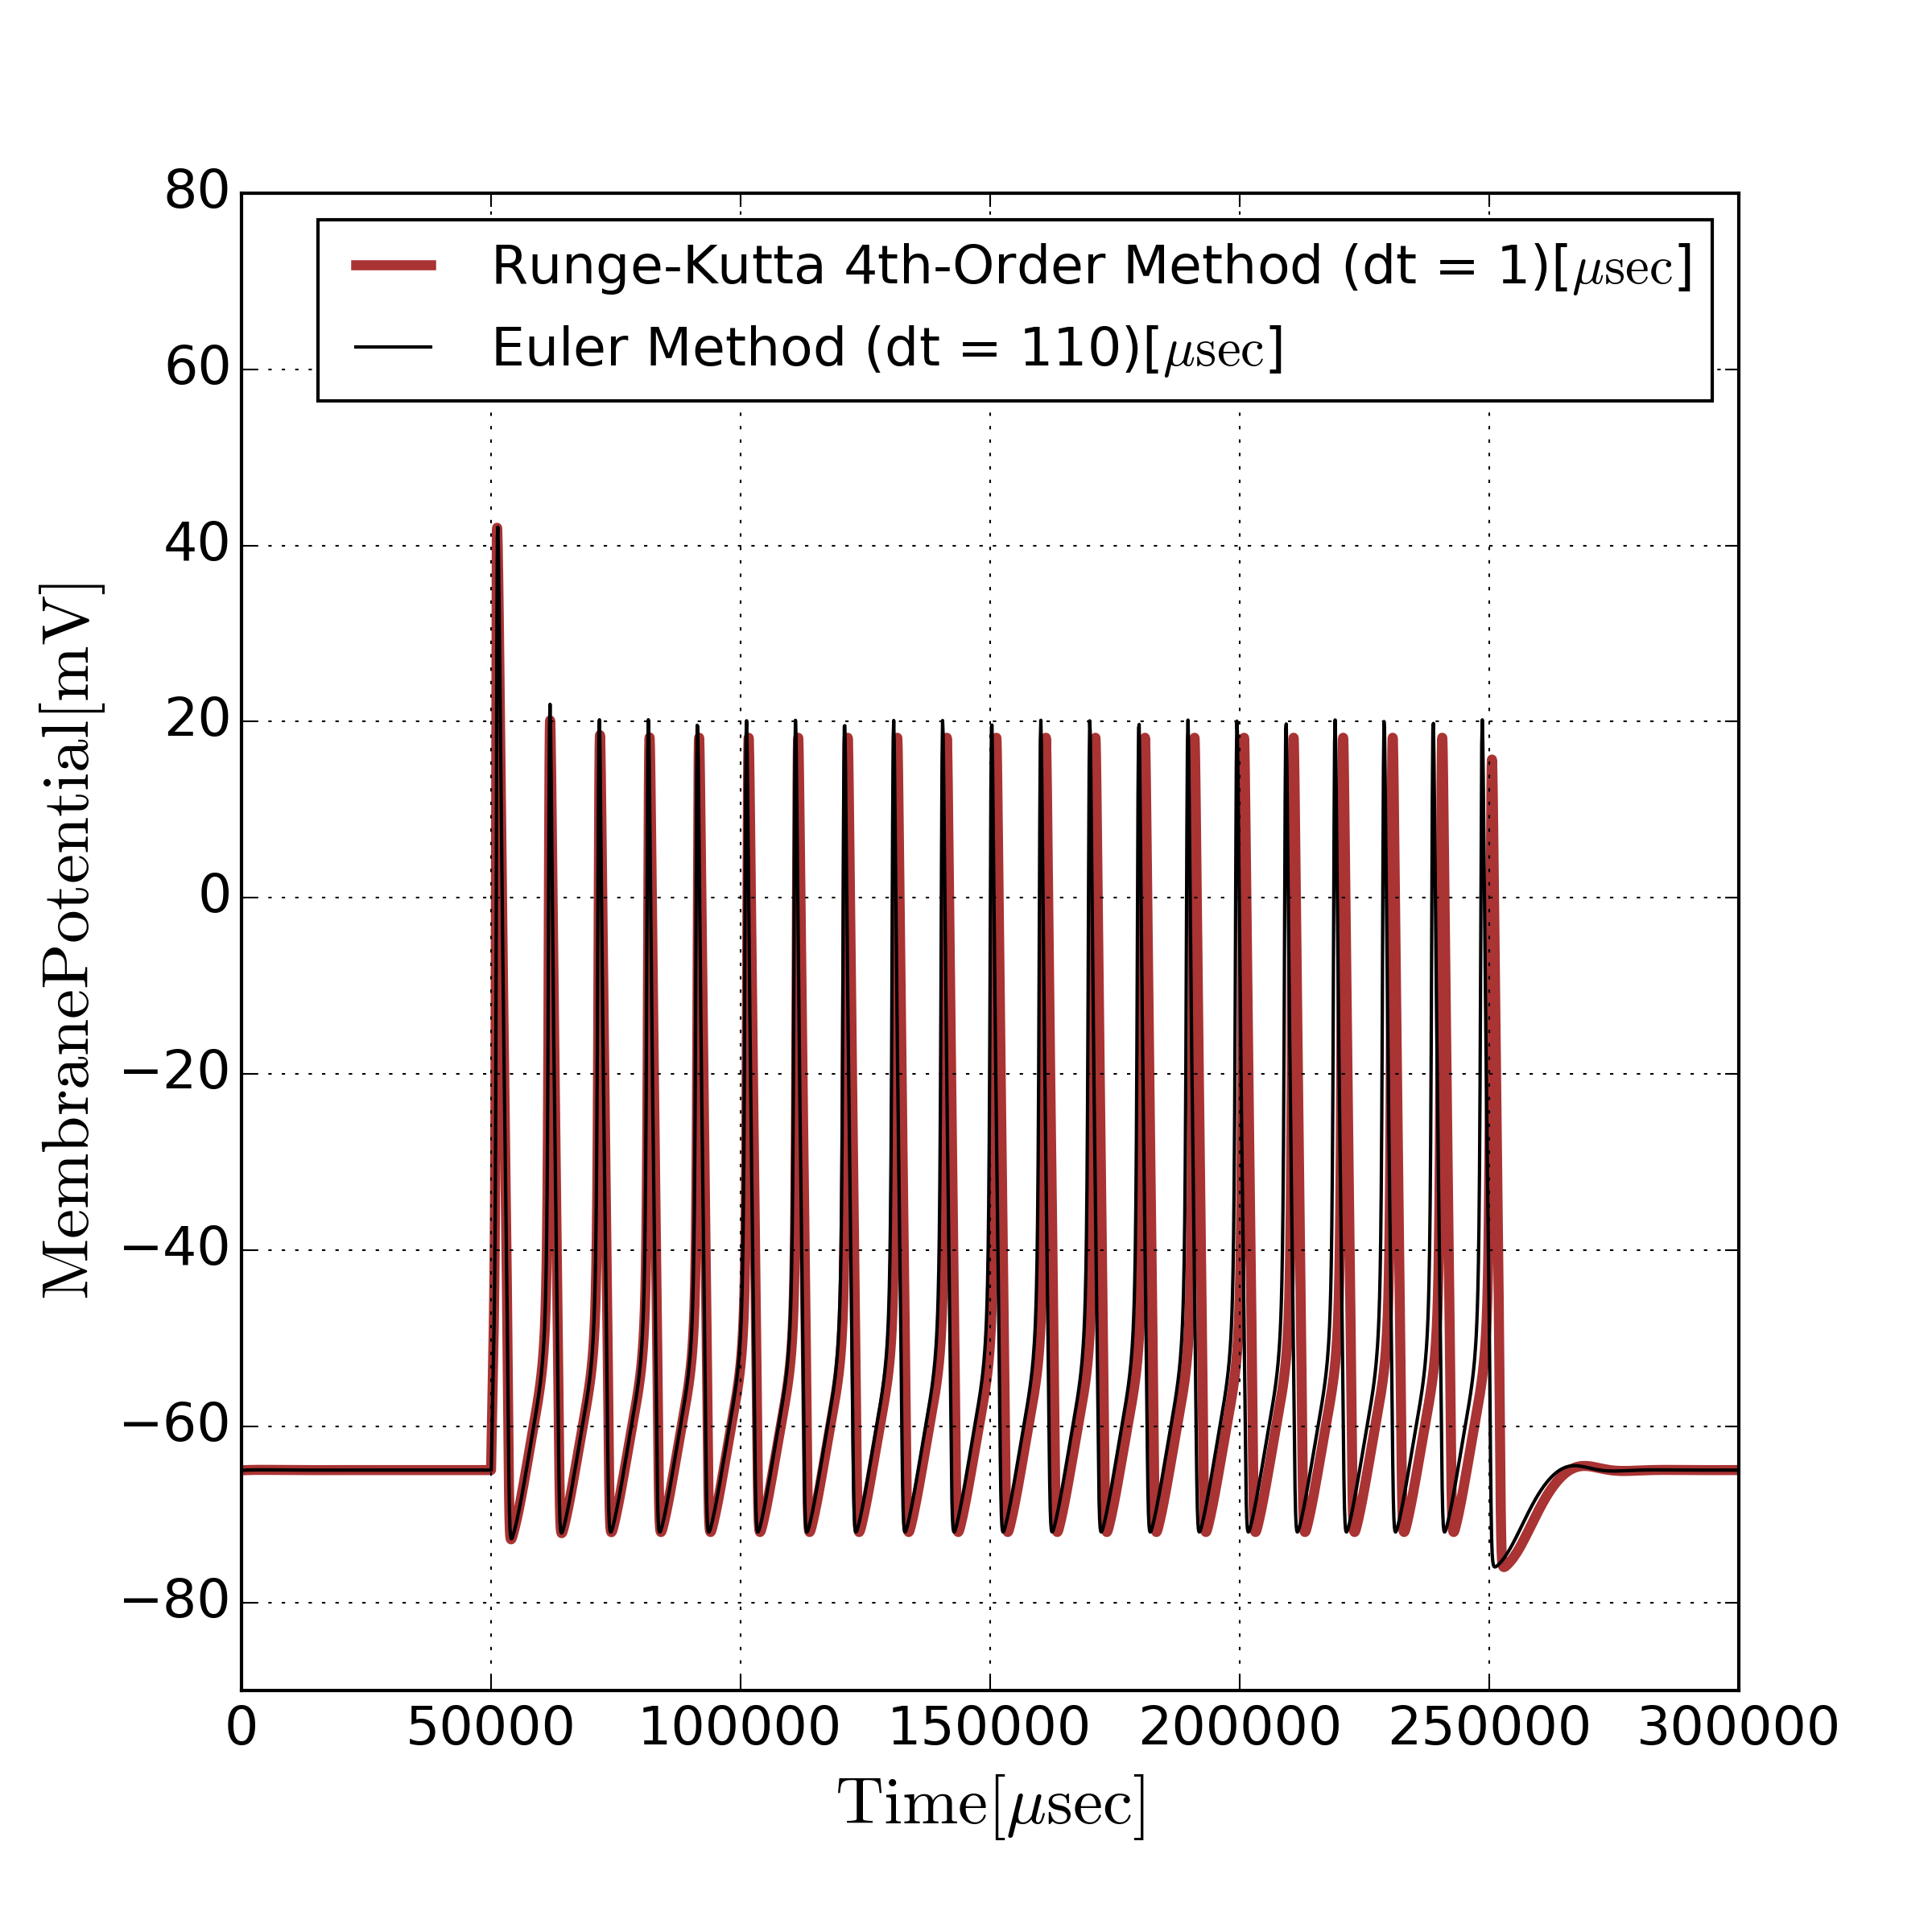 80
60
40
20
0
−20
−40
−60
−80
Runge-Kutta 4th-Order Method (dt = 1)[μsec]
Euler Method (dt = 110)[μsec]
MembranePotential[mV]
0 50000 100000 150000 200000 250000 300000
Time[μsec]